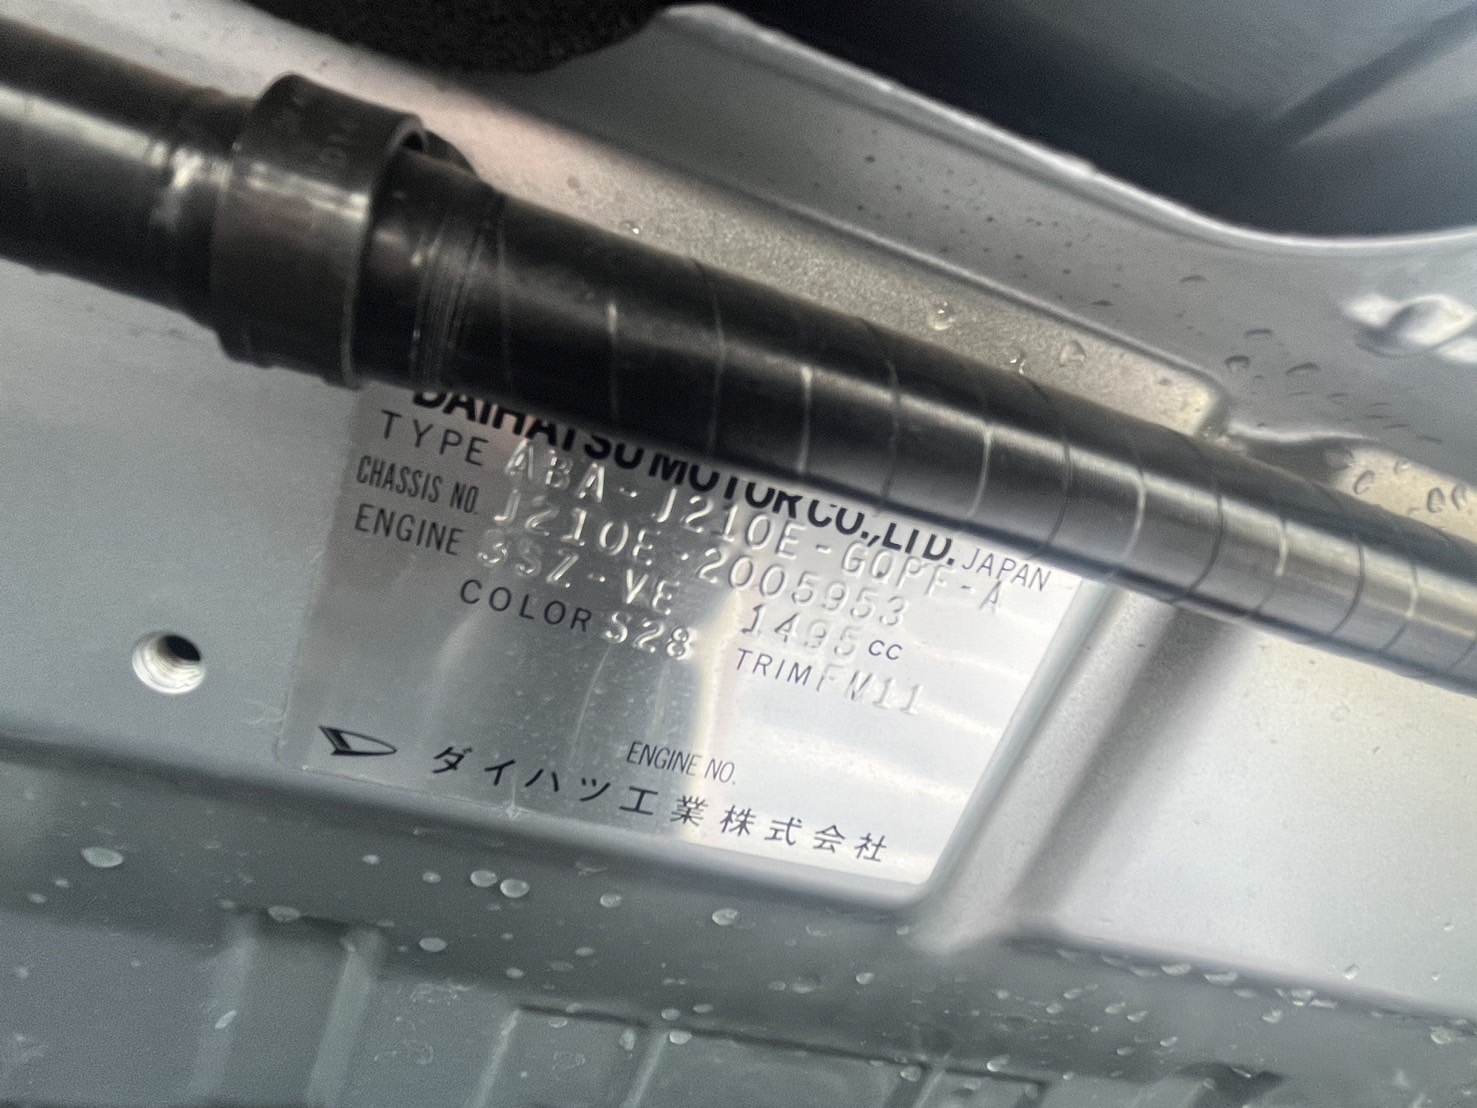 DAIHATSU MOTOR CO.,LTD. JAPAN
TYPE ABA-J210E-GQPF-A
CHASSIS NO. J210E-2005953
ENGINE 3SZ-VE 1495 cc
COLOR S28 TRIM FM11
ENGINE NO.
ダイハツ工業株式会社